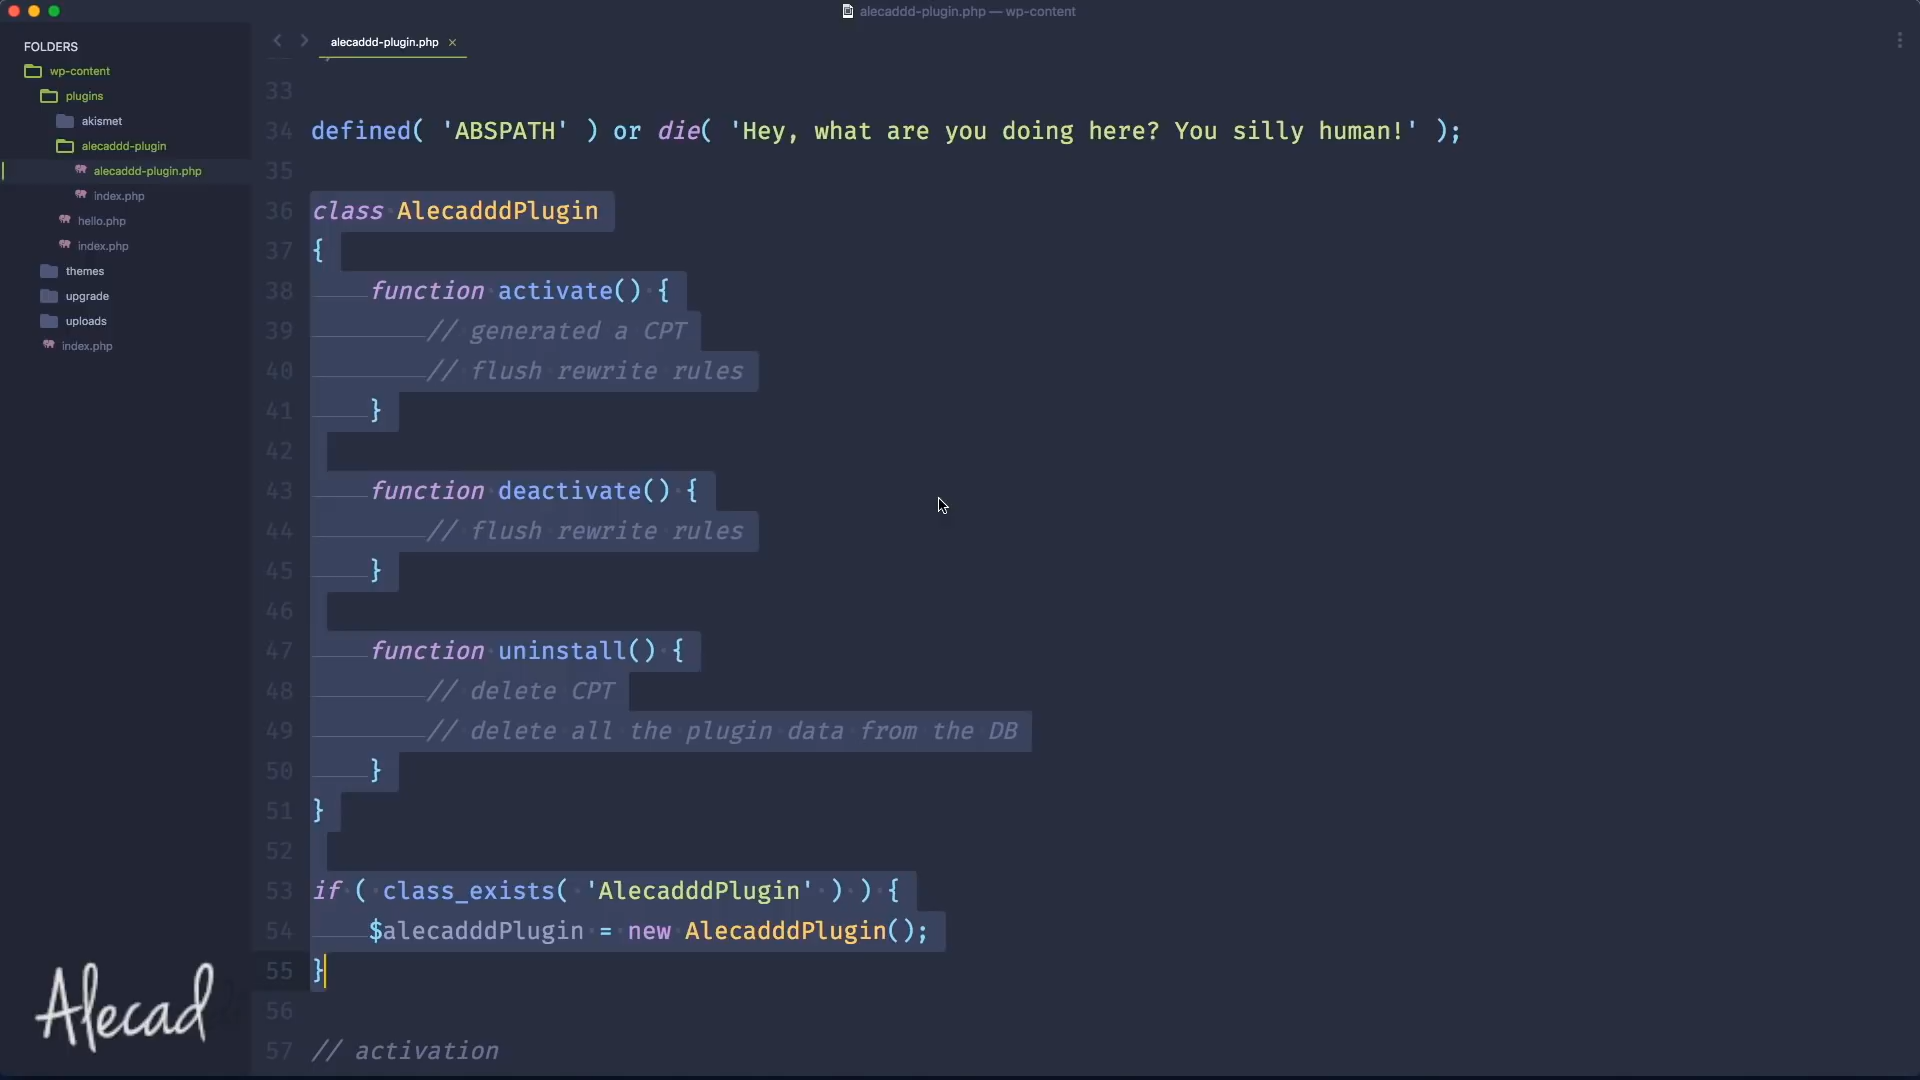 alecaddd-plugin.php — wp-content
FOLDERS
wp-content
plugins
akismet
alecaddd-plugin
alecaddd-plugin.php
index.php
hello.php
index.php
themes
upgrade
uploads
index.php
alecaddd-plugin.php ×
33
34 defined( 'ABSPATH' ) or die( 'Hey, what are you doing here? You silly human!' );
35
36 class AlecadddPlugin
37 {
38 function activate() {
39 // generated a CPT
40 // flush rewrite rules
41 }
42
43 function deactivate() {
44 // flush rewrite rules
45 }
46
47 function uninstall() {
48 // delete CPT
49 // delete all the plugin data from the DB
50 }
51 }
52
53 if ( class_exists( 'AlecadddPlugin' ) ) {
54 $alecadddPlugin = new AlecadddPlugin();
55 }
56
57 // activation
Alecad